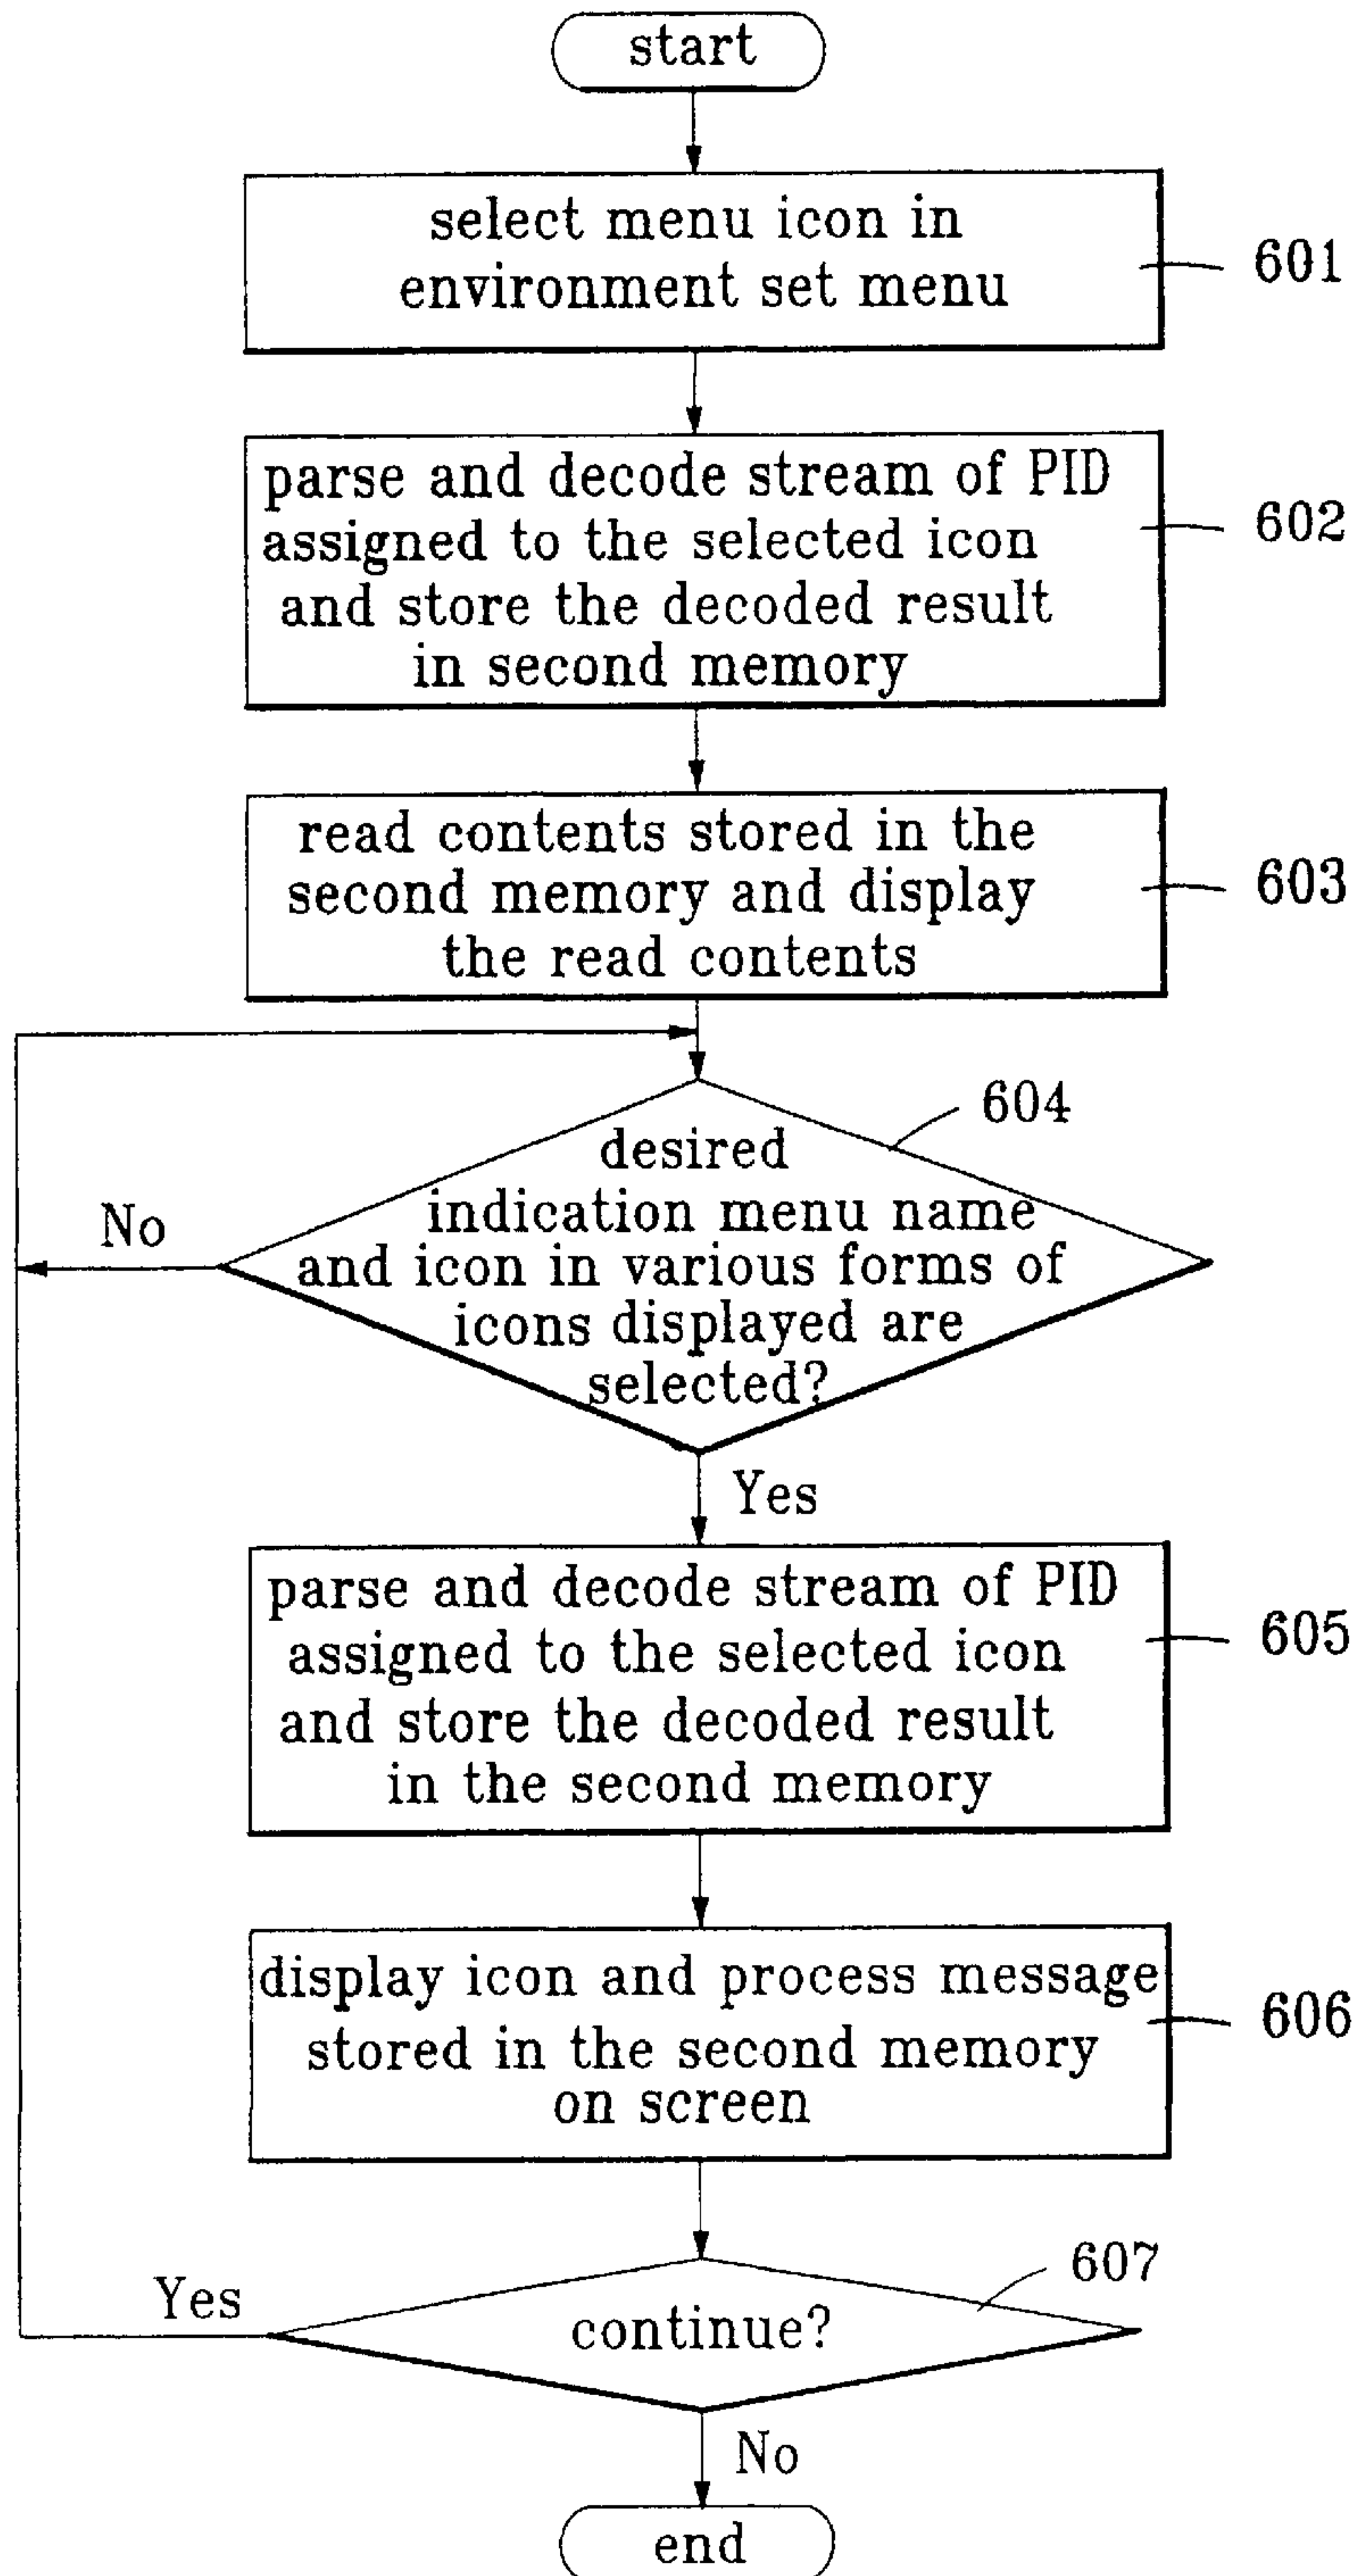 start
select menu icon in
environment set menu
601
parse and decode stream of PID
assigned to the selected icon
and store the decoded result
in second memory
602
read contents stored in the
second memory and display
the read contents
603
604
desired
indication menu name
and icon in various forms of
icons displayed are
selected?
No
Yes
parse and decode stream of PID
assigned to the selected icon
and store the decoded result
in the second memory
605
display icon and process message
stored in the second memory
on screen
606
607
continue?
Yes
No
end